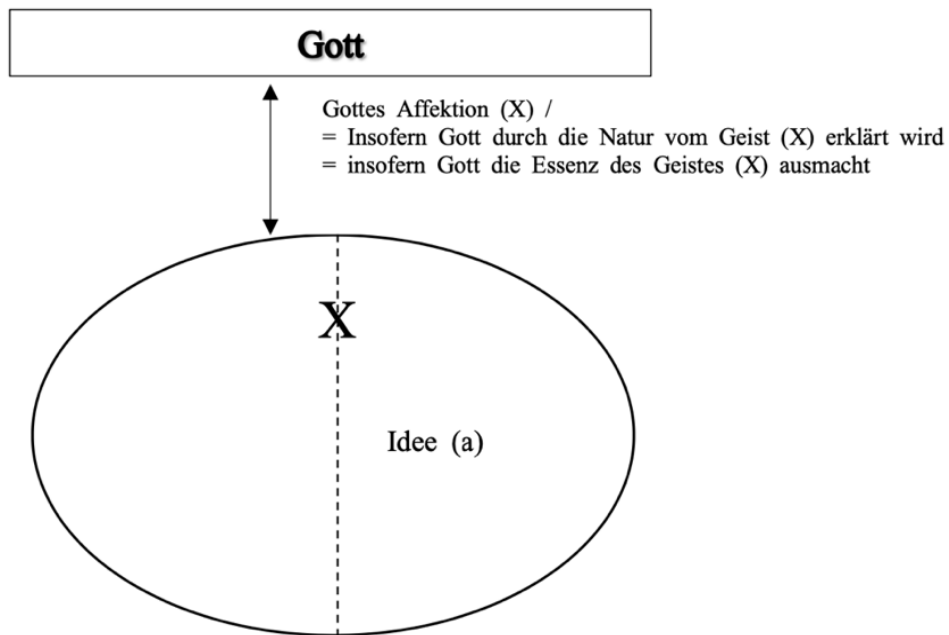 Gott
Gottes Affektion (X) /
= Insofern Gott durch die Natur vom Geist (X) erklärt wird
= insofern Gott die Essenz des Geistes (X) ausmacht
X
Idee (a)